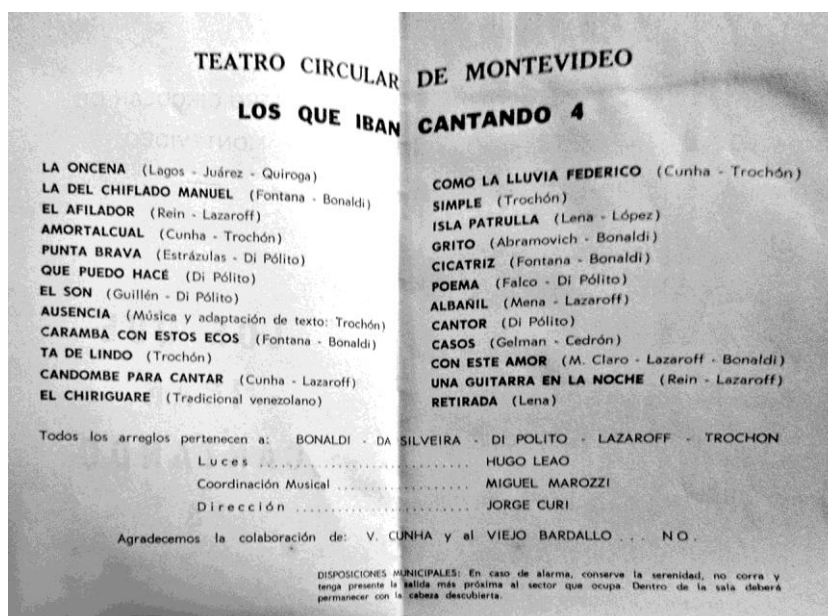 TEATRO CIRCULAR DE MONTEVIDEO
LOS QUE IBAN CANTANDO 4
LA ONCENA (Lagos - Juárez - Quiroga)
LA DEL CHIFLADO MANUEL (Fontana - Bonaldi)
EL AFILADOR (Rein - Lazaroff)
AMORTALCUAL (Cunha - Trochón)
PUNTA BRAVA (Estrázulas - Di Pólito)
QUE PUEDO HACÉ (Di Pólito)
EL SON (Guillén - Di Pólito)
AUSENCIA (Música y adaptación de texto: Trochón)
CARAMBA CON ESTOS ECOS (Fontana - Bonaldi)
TA DE LINDO (Trochón)
CANDOMBE PARA CANTAR (Cunha - Lazaroff)
EL CHIRIGUARE (Tradicional venezolano)
COMO LA LLUVIA FEDERICO (Cunha - Trochón)
SIMPLE (Trochón)
ISLA PATRULLA (Lena - López)
GRITO (Abramovich - Bonaldi)
CICATRIZ (Fontana - Bonaldi)
POEMA (Falco - Di Pólito)
ALBAÑIL (Mena - Lazaroff)
CANTOR (Di Pólito)
CASOS (Gelman - Cedrón)
CON ESTE AMOR (M. Claro - Lazaroff - Bonaldi)
UNA GUITARRA EN LA NOCHE (Rein - Lazaroff)
RETIRADA (Lena)
Todos los arreglos pertenecen a: BONALDI - DA SILVEIRA - DI POLITO - LAZAROFF - TROCHON
Luces ............................ HUGO LEAO
Coordinación Musical ................. MIGUEL MAROZZI
Dirección ....................... JORGE CURI
Agradecemos la colaboración de: V. CUNHA y al VIEJO BARDALLO ... NO.
DISPOSICIONES MUNICIPALES: En caso de alarma, conserve la serenidad, no corra y
tenga presente la salida más próxima al sector que ocupa. Dentro de la sala deberá
permanecer con la cabeza descubierta.